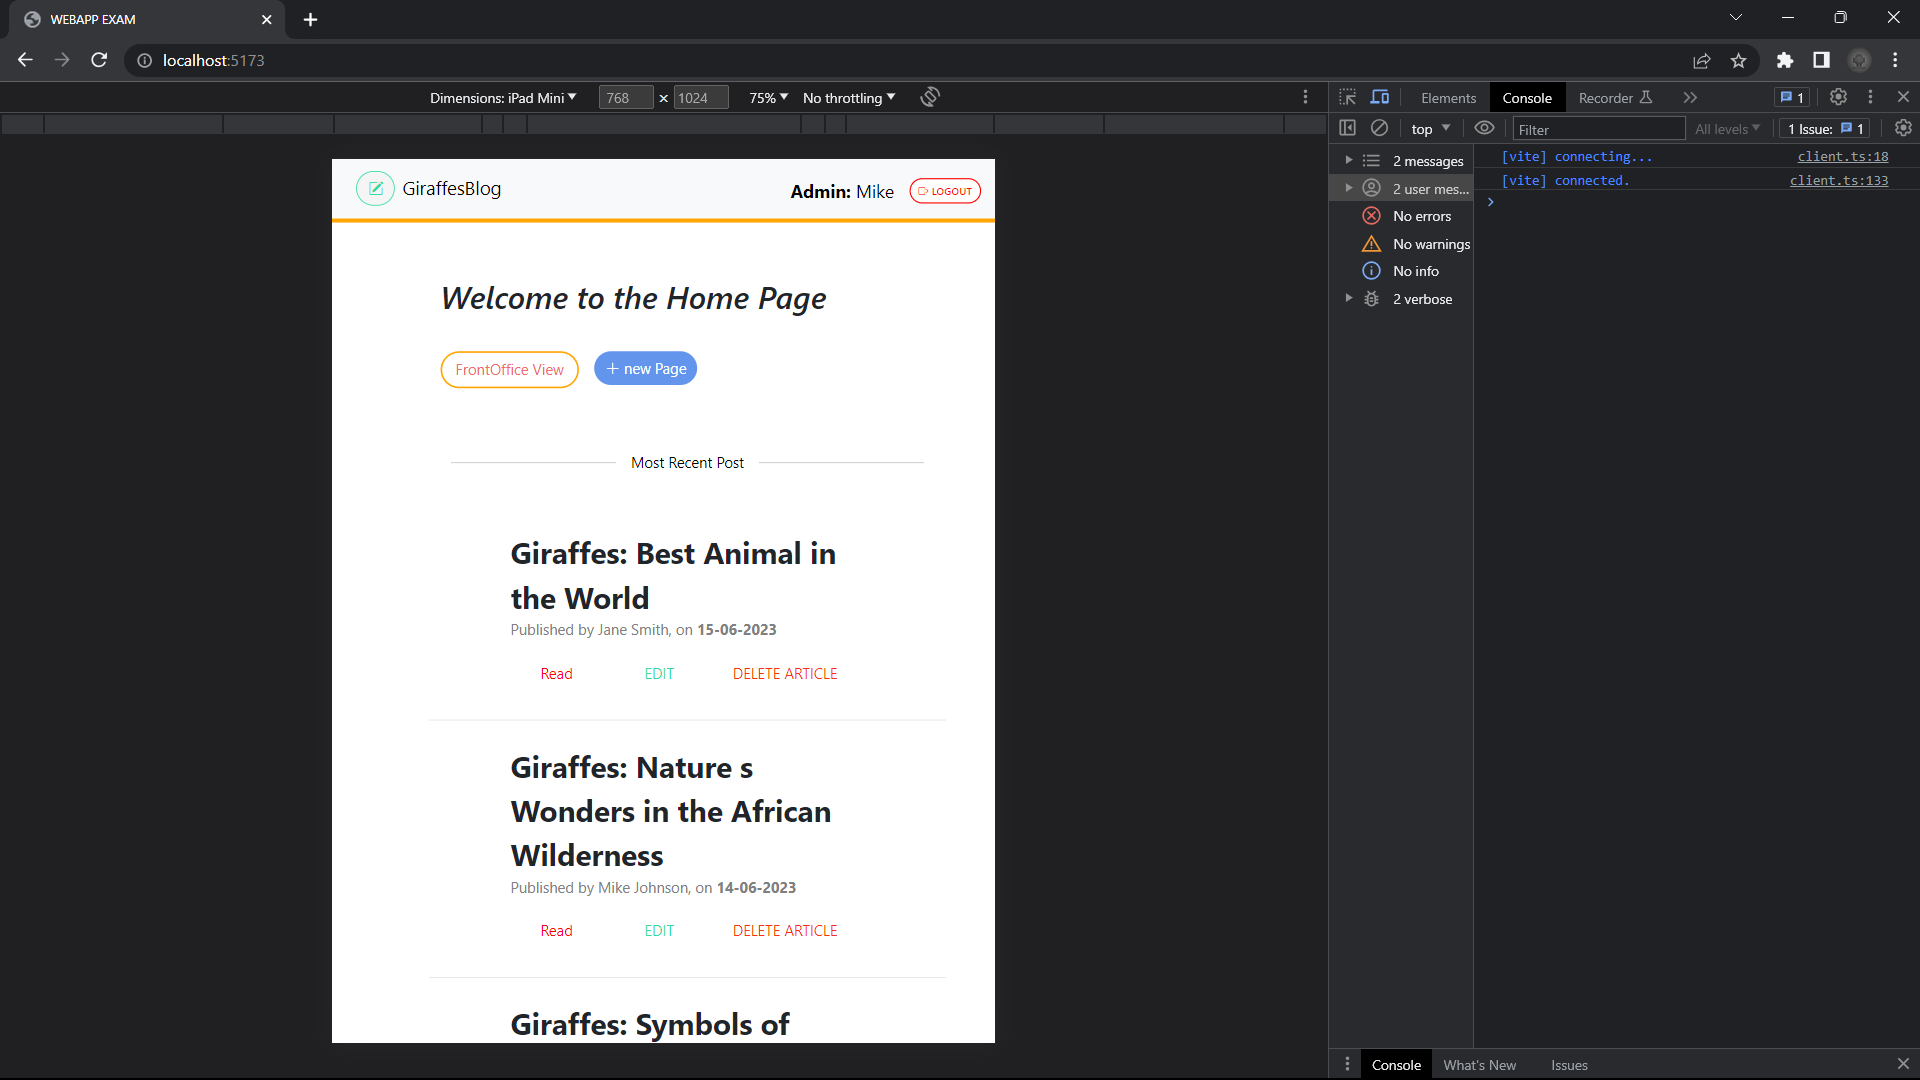 WEBAPP EXAM
localhost:5173
Dimensions: iPad Mini 768 x 1024 75% No throttling
Elements Console Recorder 1
top Filter All levels 1 Issue: 1
2 messages
2 user mes...
No errors
No warnings
No info
2 verbose
[vite] connecting... client.ts:18
[vite] connected. client.ts:133
GiraffesBlog Admin: Mike LOGOUT
Welcome to the Home Page
FrontOffice View + new Page
Most Recent Post
Giraffes: Best Animal in
the World
Published by Jane Smith, on 15-06-2023
Read EDIT DELETE ARTICLE
Giraffes: Nature s
Wonders in the African
Wilderness
Published by Mike Johnson, on 14-06-2023
Read EDIT DELETE ARTICLE
Giraffes: Symbols of
Console What's New Issues